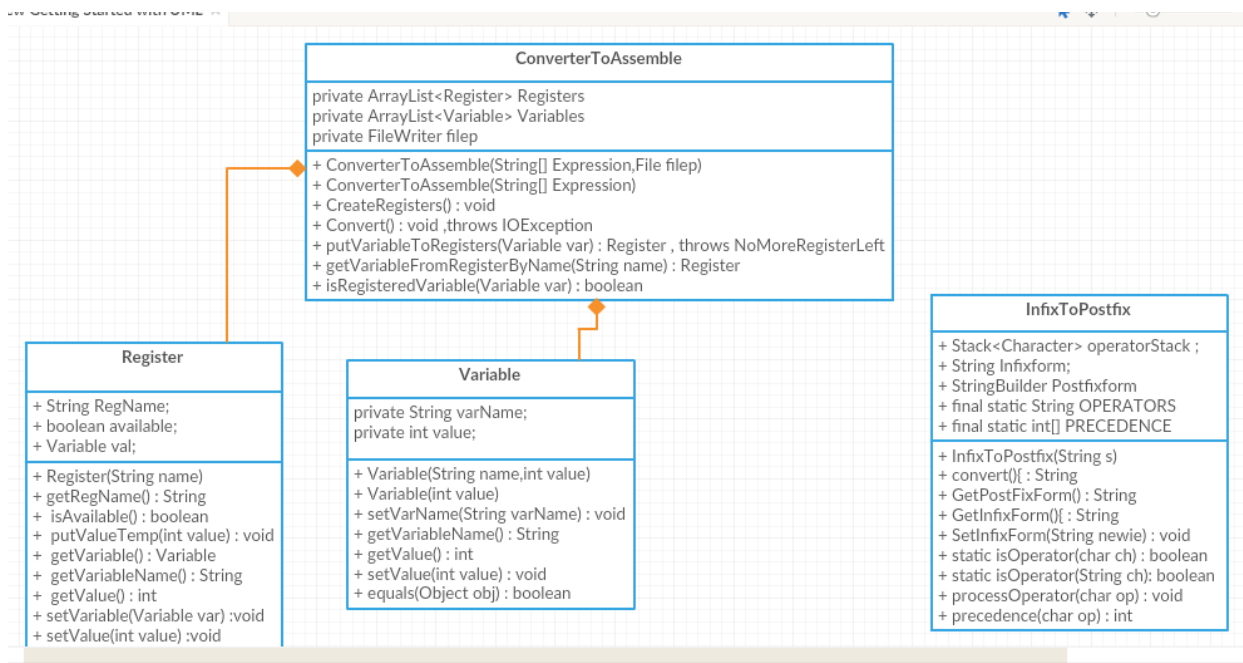 Getting Started with UML
ConverterToAssemble
private ArrayList<Register> Registers
private ArrayList<Variable> Variables
private FileWriter filep
+ ConverterToAssemble(String[] Expression,File filep)
+ ConverterToAssemble(String[] Expression)
+ CreateRegisters() : void
+ Convert() : void ,throws IOException
+ putVariableToRegisters(Variable var) : Register , throws NoMoreRegisterLeft
+ getVariableFromRegisterByName(String name) : Register
+ isRegisteredVariable(Variable var) : boolean
Register
+ String RegName;
+ boolean available;
+ Variable val;
+ Register(String name)
+ getRegName() : String
+ isAvailable() : boolean
+ putValueTemp(int value) : void
+ getVariable() : Variable
+ getVariableName() : String
+ getValue() : int
+ setVariable(Variable var) :void
+ setValue(int value) :void
Variable
private String varName;
private int value;
+ Variable(String name,int value)
+ Variable(int value)
+ setVarName(String varName) : void
+ getVariableName() : String
+ getValue() : int
+ setValue(int value) : void
+ equals(Object obj) : boolean
InfixToPostfix
+ Stack<Character> operatorStack ;
+ String Infixform;
+ StringBuilder Postfixform
+ final static String OPERATORS
+ final static int[] PRECEDENCE
+ InfixToPostfix(String s)
+ convert(){ : String
+ GetPostFixForm() : String
+ GetInfixForm(){ : String
+ SetInfixForm(String newie) : void
+ static isOperator(char ch) : boolean
+ static isOperator(String ch): boolean
+ processOperator(char op) : void
+ precedence(char op) : int